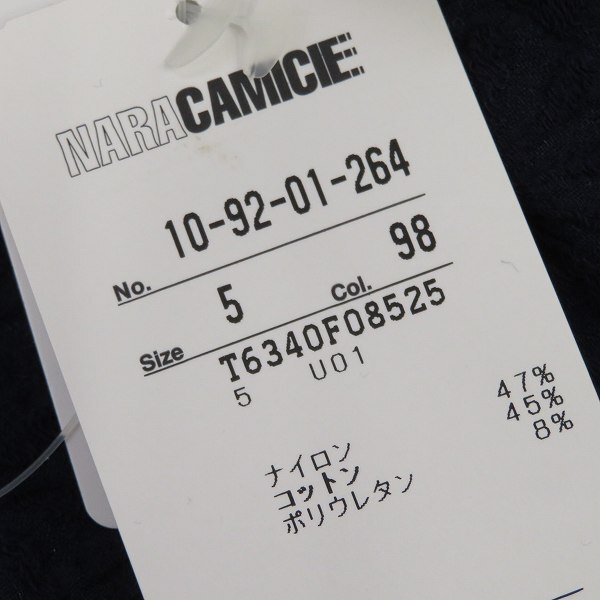 NARACAMICIE
No. 10-92-01-264
Size 5 Col. 98
T6340F08525
5 U01
ナイロン 47%
コットン 45%
ポリウレタン 8%